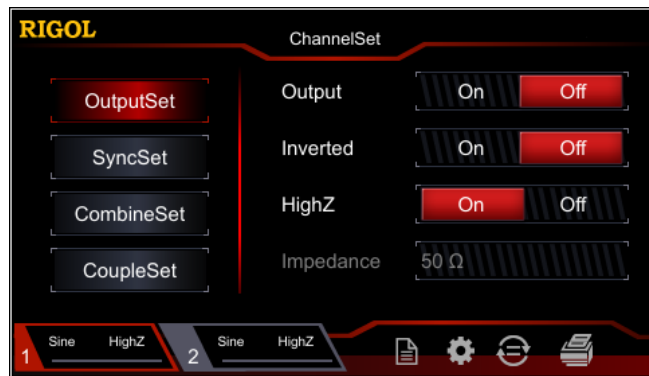 RIGOL
ChannelSet
OutputSet
Output
On
Off
SyncSet
Inverted
On
Off
CombineSet
HighZ
On
Off
CoupleSet
Impedance
50 Ω
1
Sine
HighZ
2
Sine
HighZ